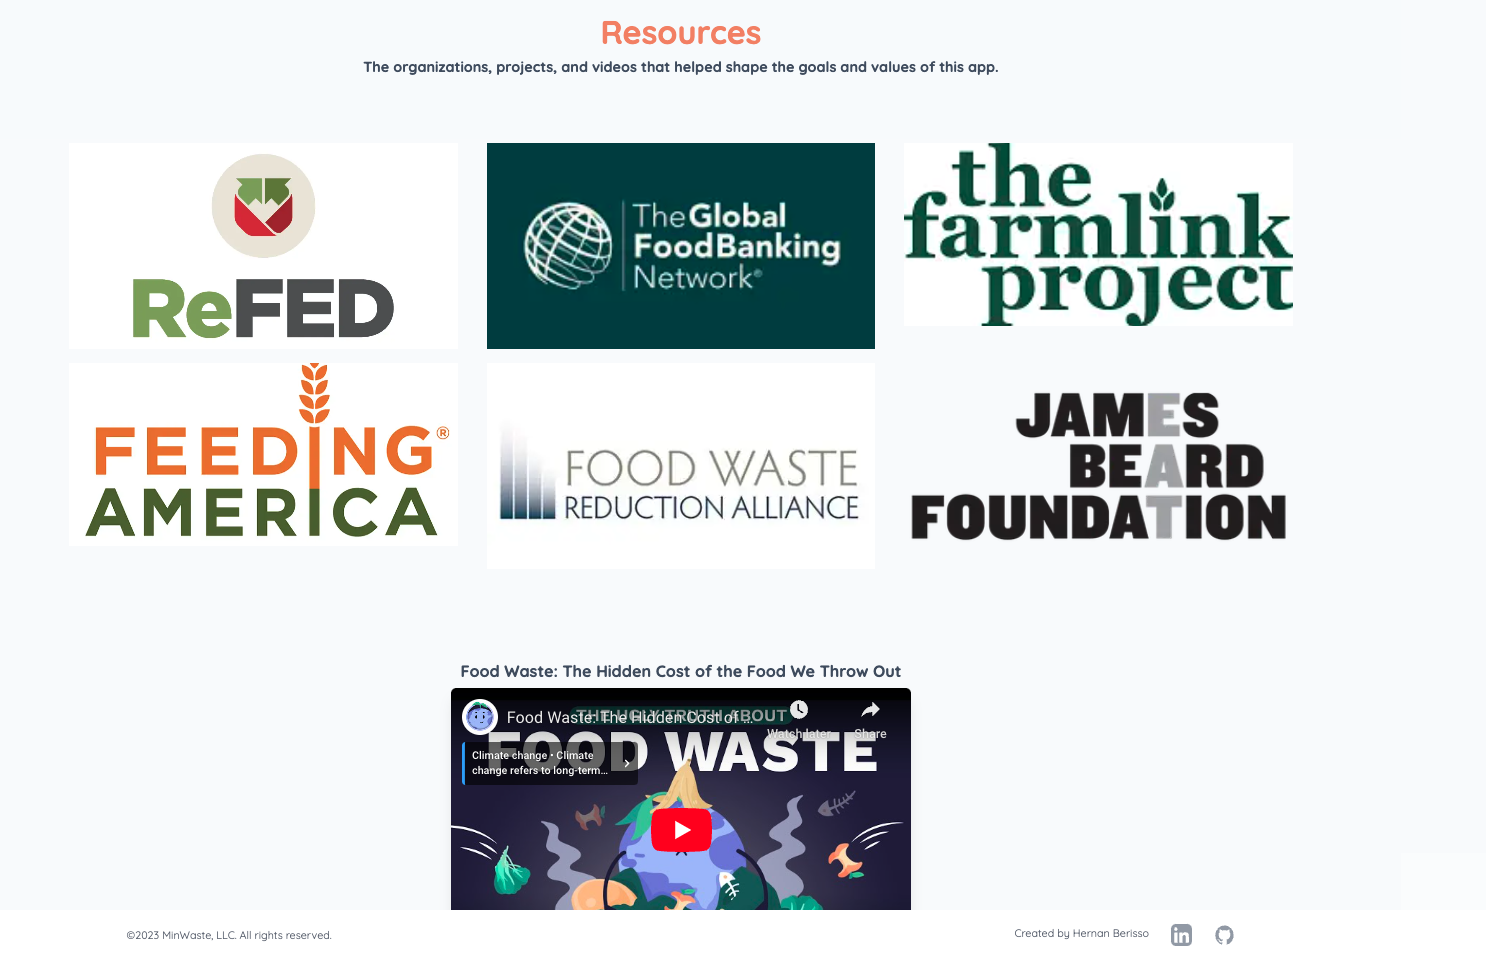 Resources
The organizations, projects, and videos that helped shape the goals and values of this app.
ReFED
The Global
FoodBanking
Network®
the
farmlink
project
FEEDING®
AMERICA
FOOD WASTE
REDUCTION ALLIANCE
JAMES
BEARD
FOUNDATION
Food Waste: The Hidden Cost of the Food We Throw Out
THE UGLY TRUTH ABOUT
Food Waste: The Hidden Cost of ...
Watch later
Share
FOOD WASTE
Climate change • Climate
change refers to long-term...
©2023 MinWaste, LLC. All rights reserved.
Created by Hernan Berisso